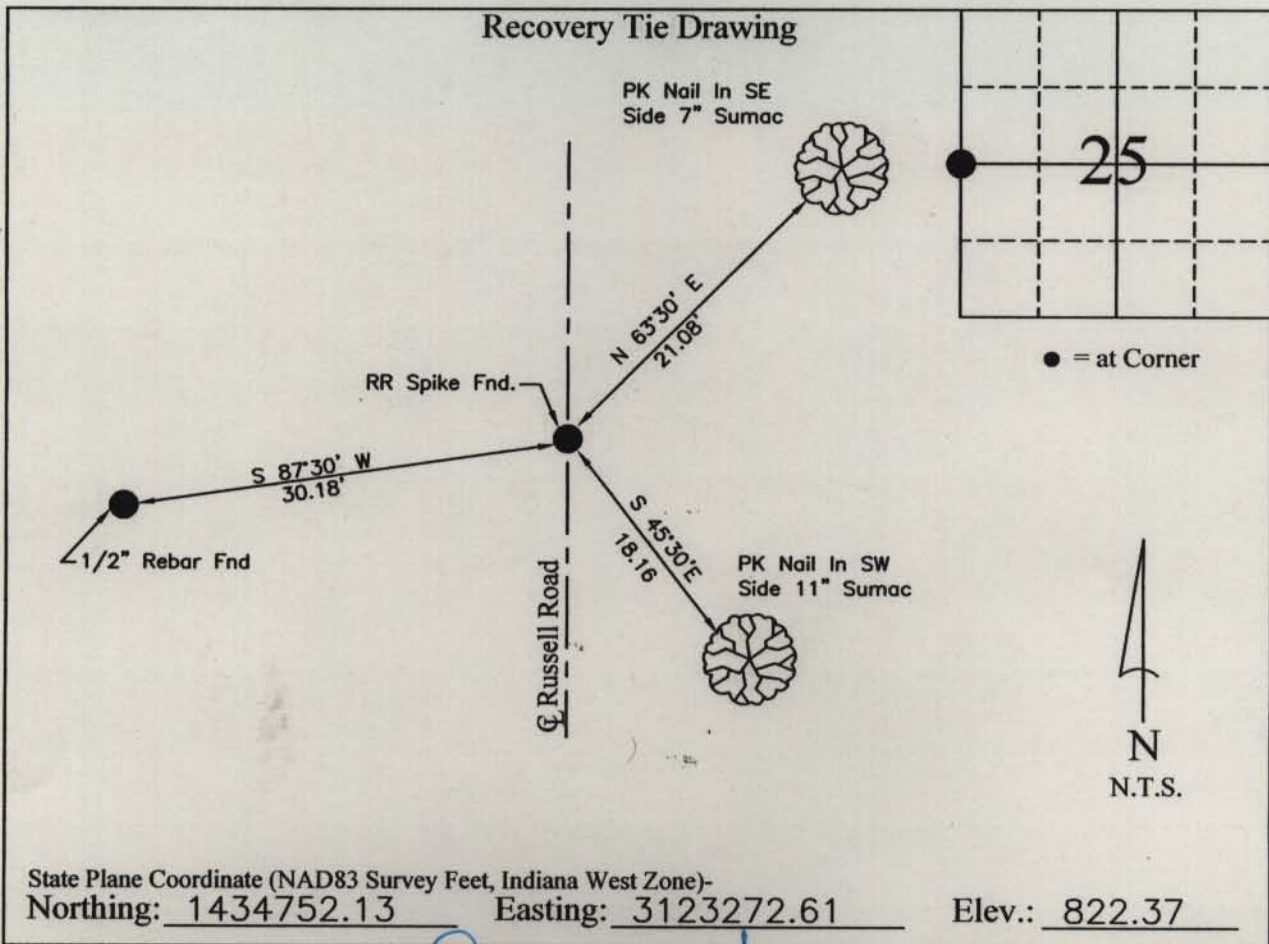 Recovery Tie Drawing
PK Nail In SE
Side 7" Sumac
25
N 63°30' E
21.08'
● = at Corner
RR Spike Fnd.
S 87°30' W
30.18'
1/2" Rebar Fnd
S 45°30'E
18.16
PK Nail In SW
Side 11" Sumac
℄ Russell Road
N
N.T.S.
State Plane Coordinate (NAD83 Survey Feet, Indiana West Zone)-
Northing: 1434752.13 Easting: 3123272.61 Elev.: 822.37